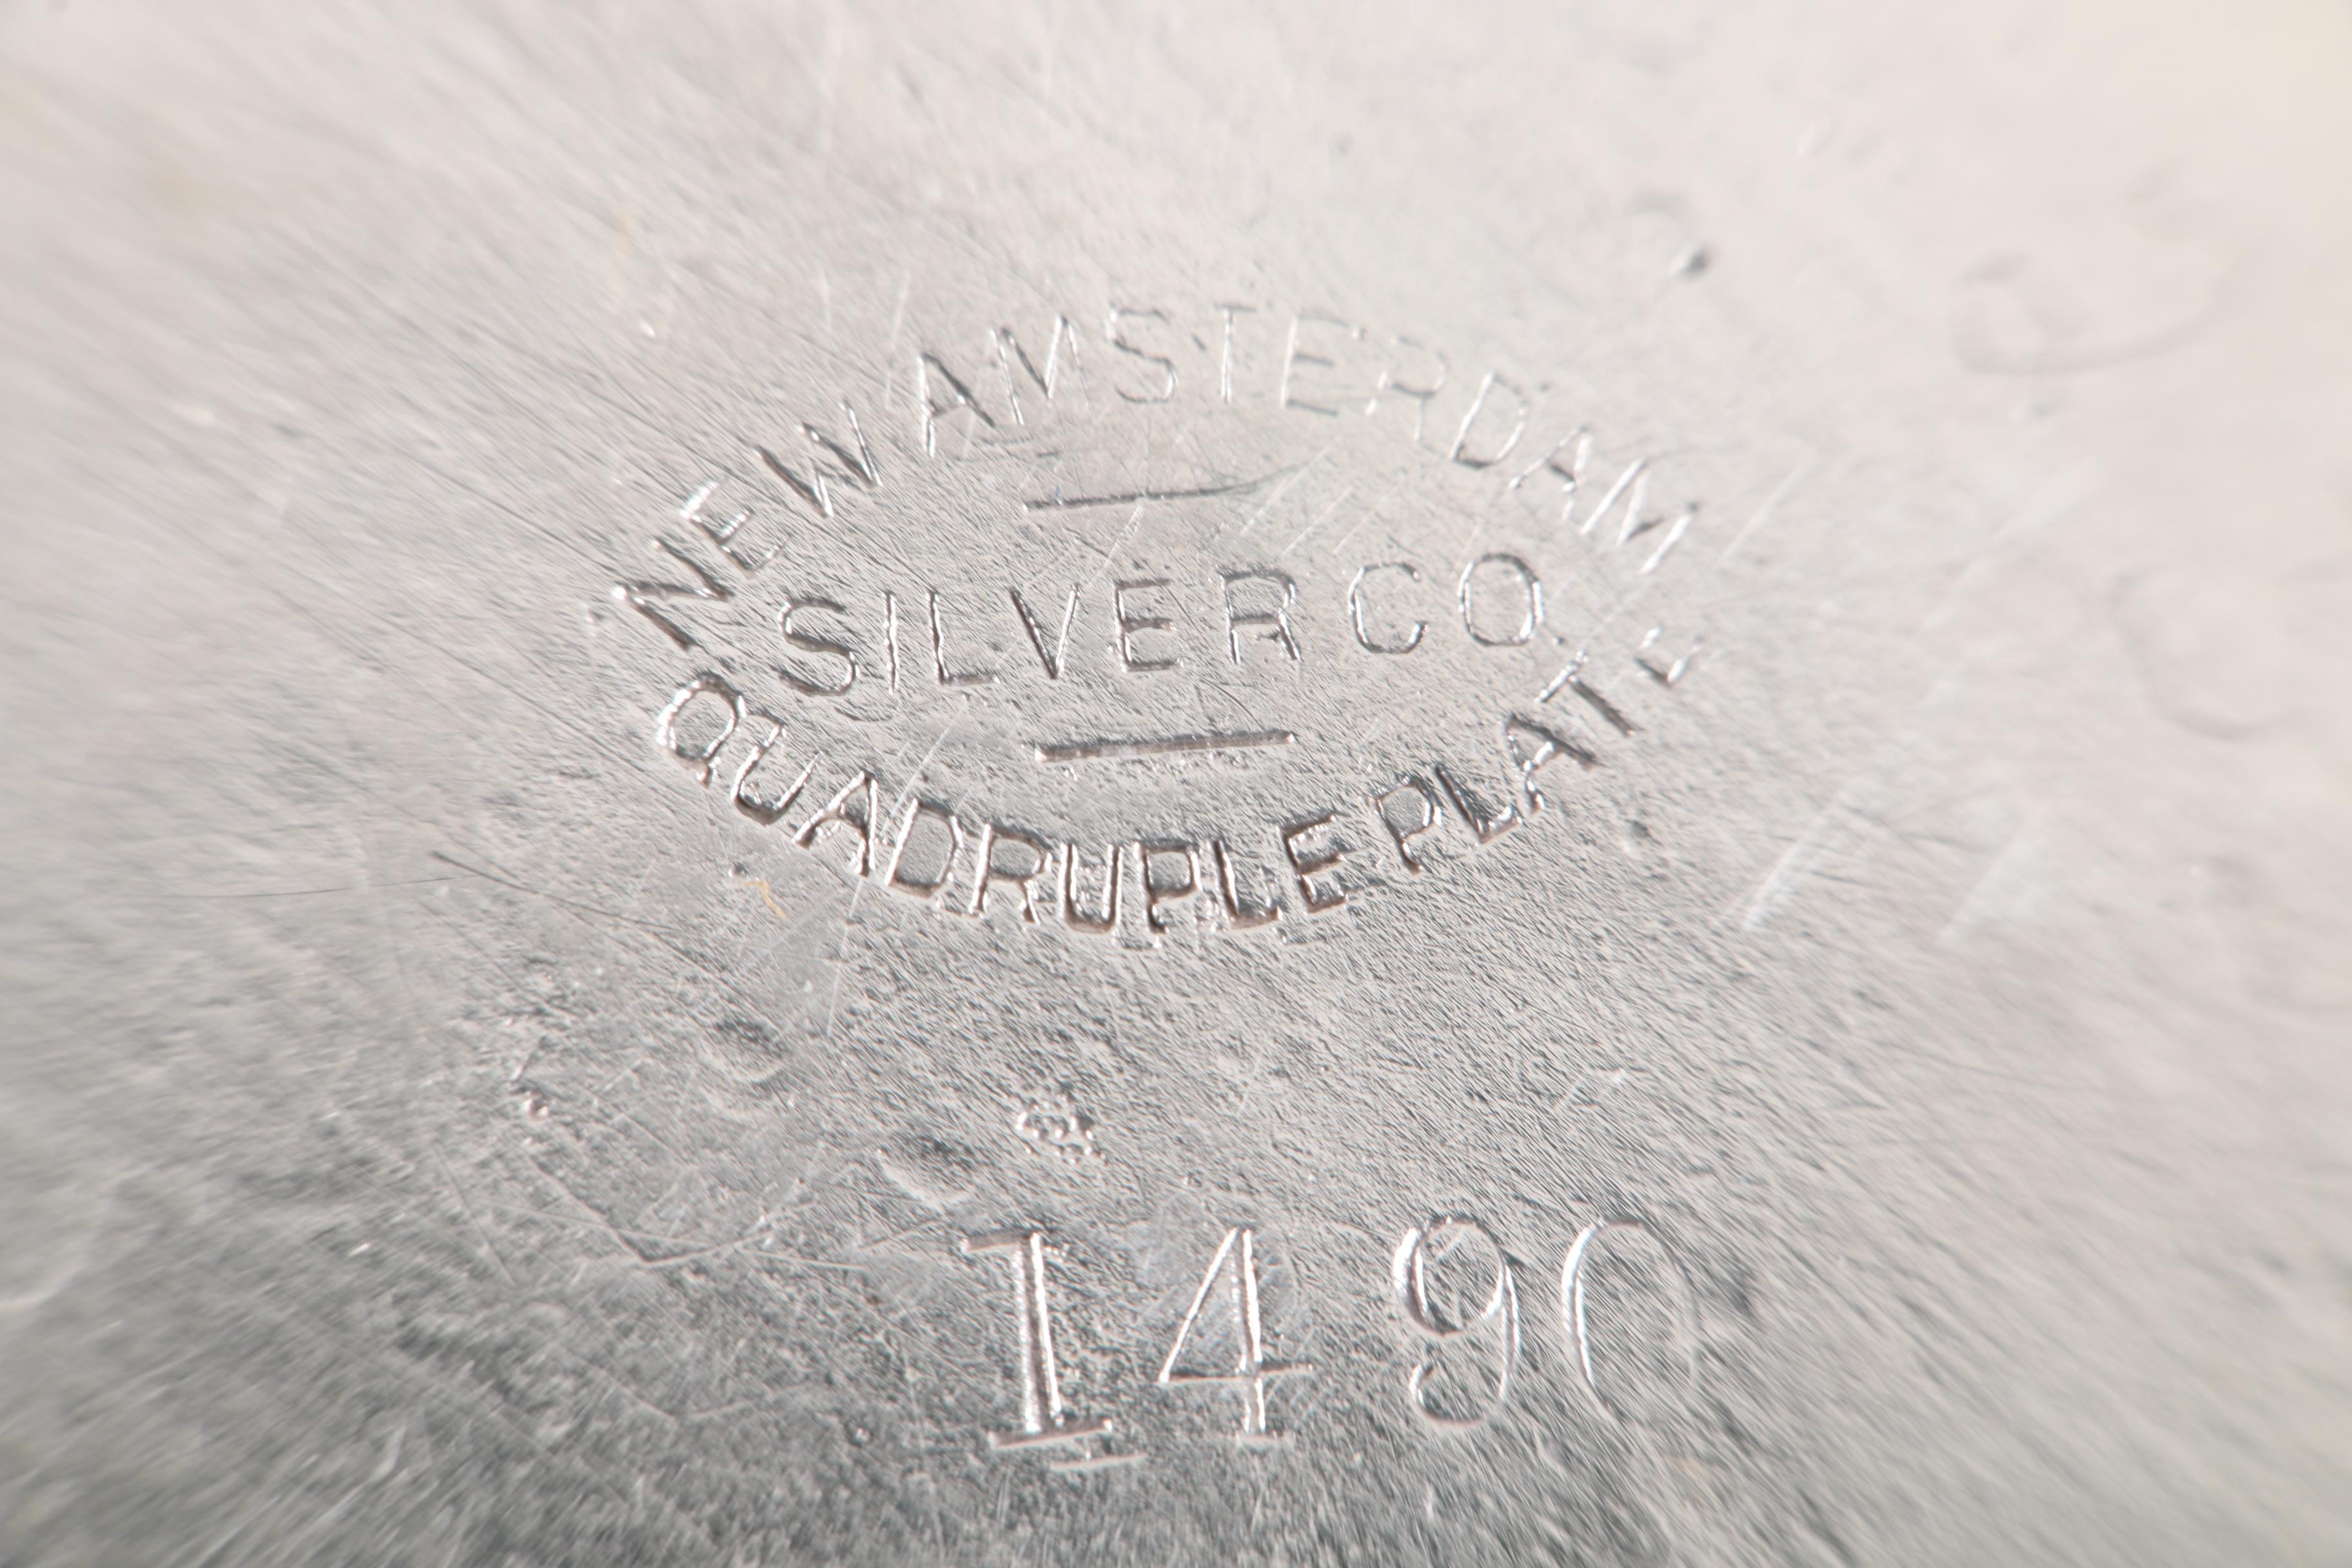 NEW AMSTERDAM
SILVER CO.
QUADRUPLE PLATE
1490